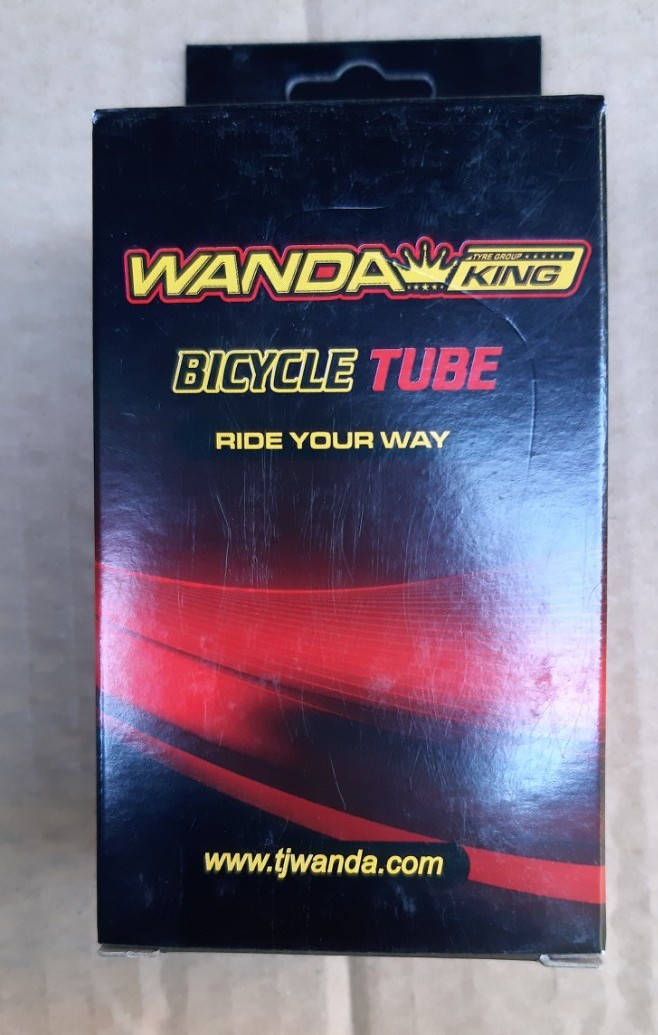 WANDA KING
TYRE GROUP
BICYCLE TUBE
RIDE YOUR WAY
www.tjwanda.com